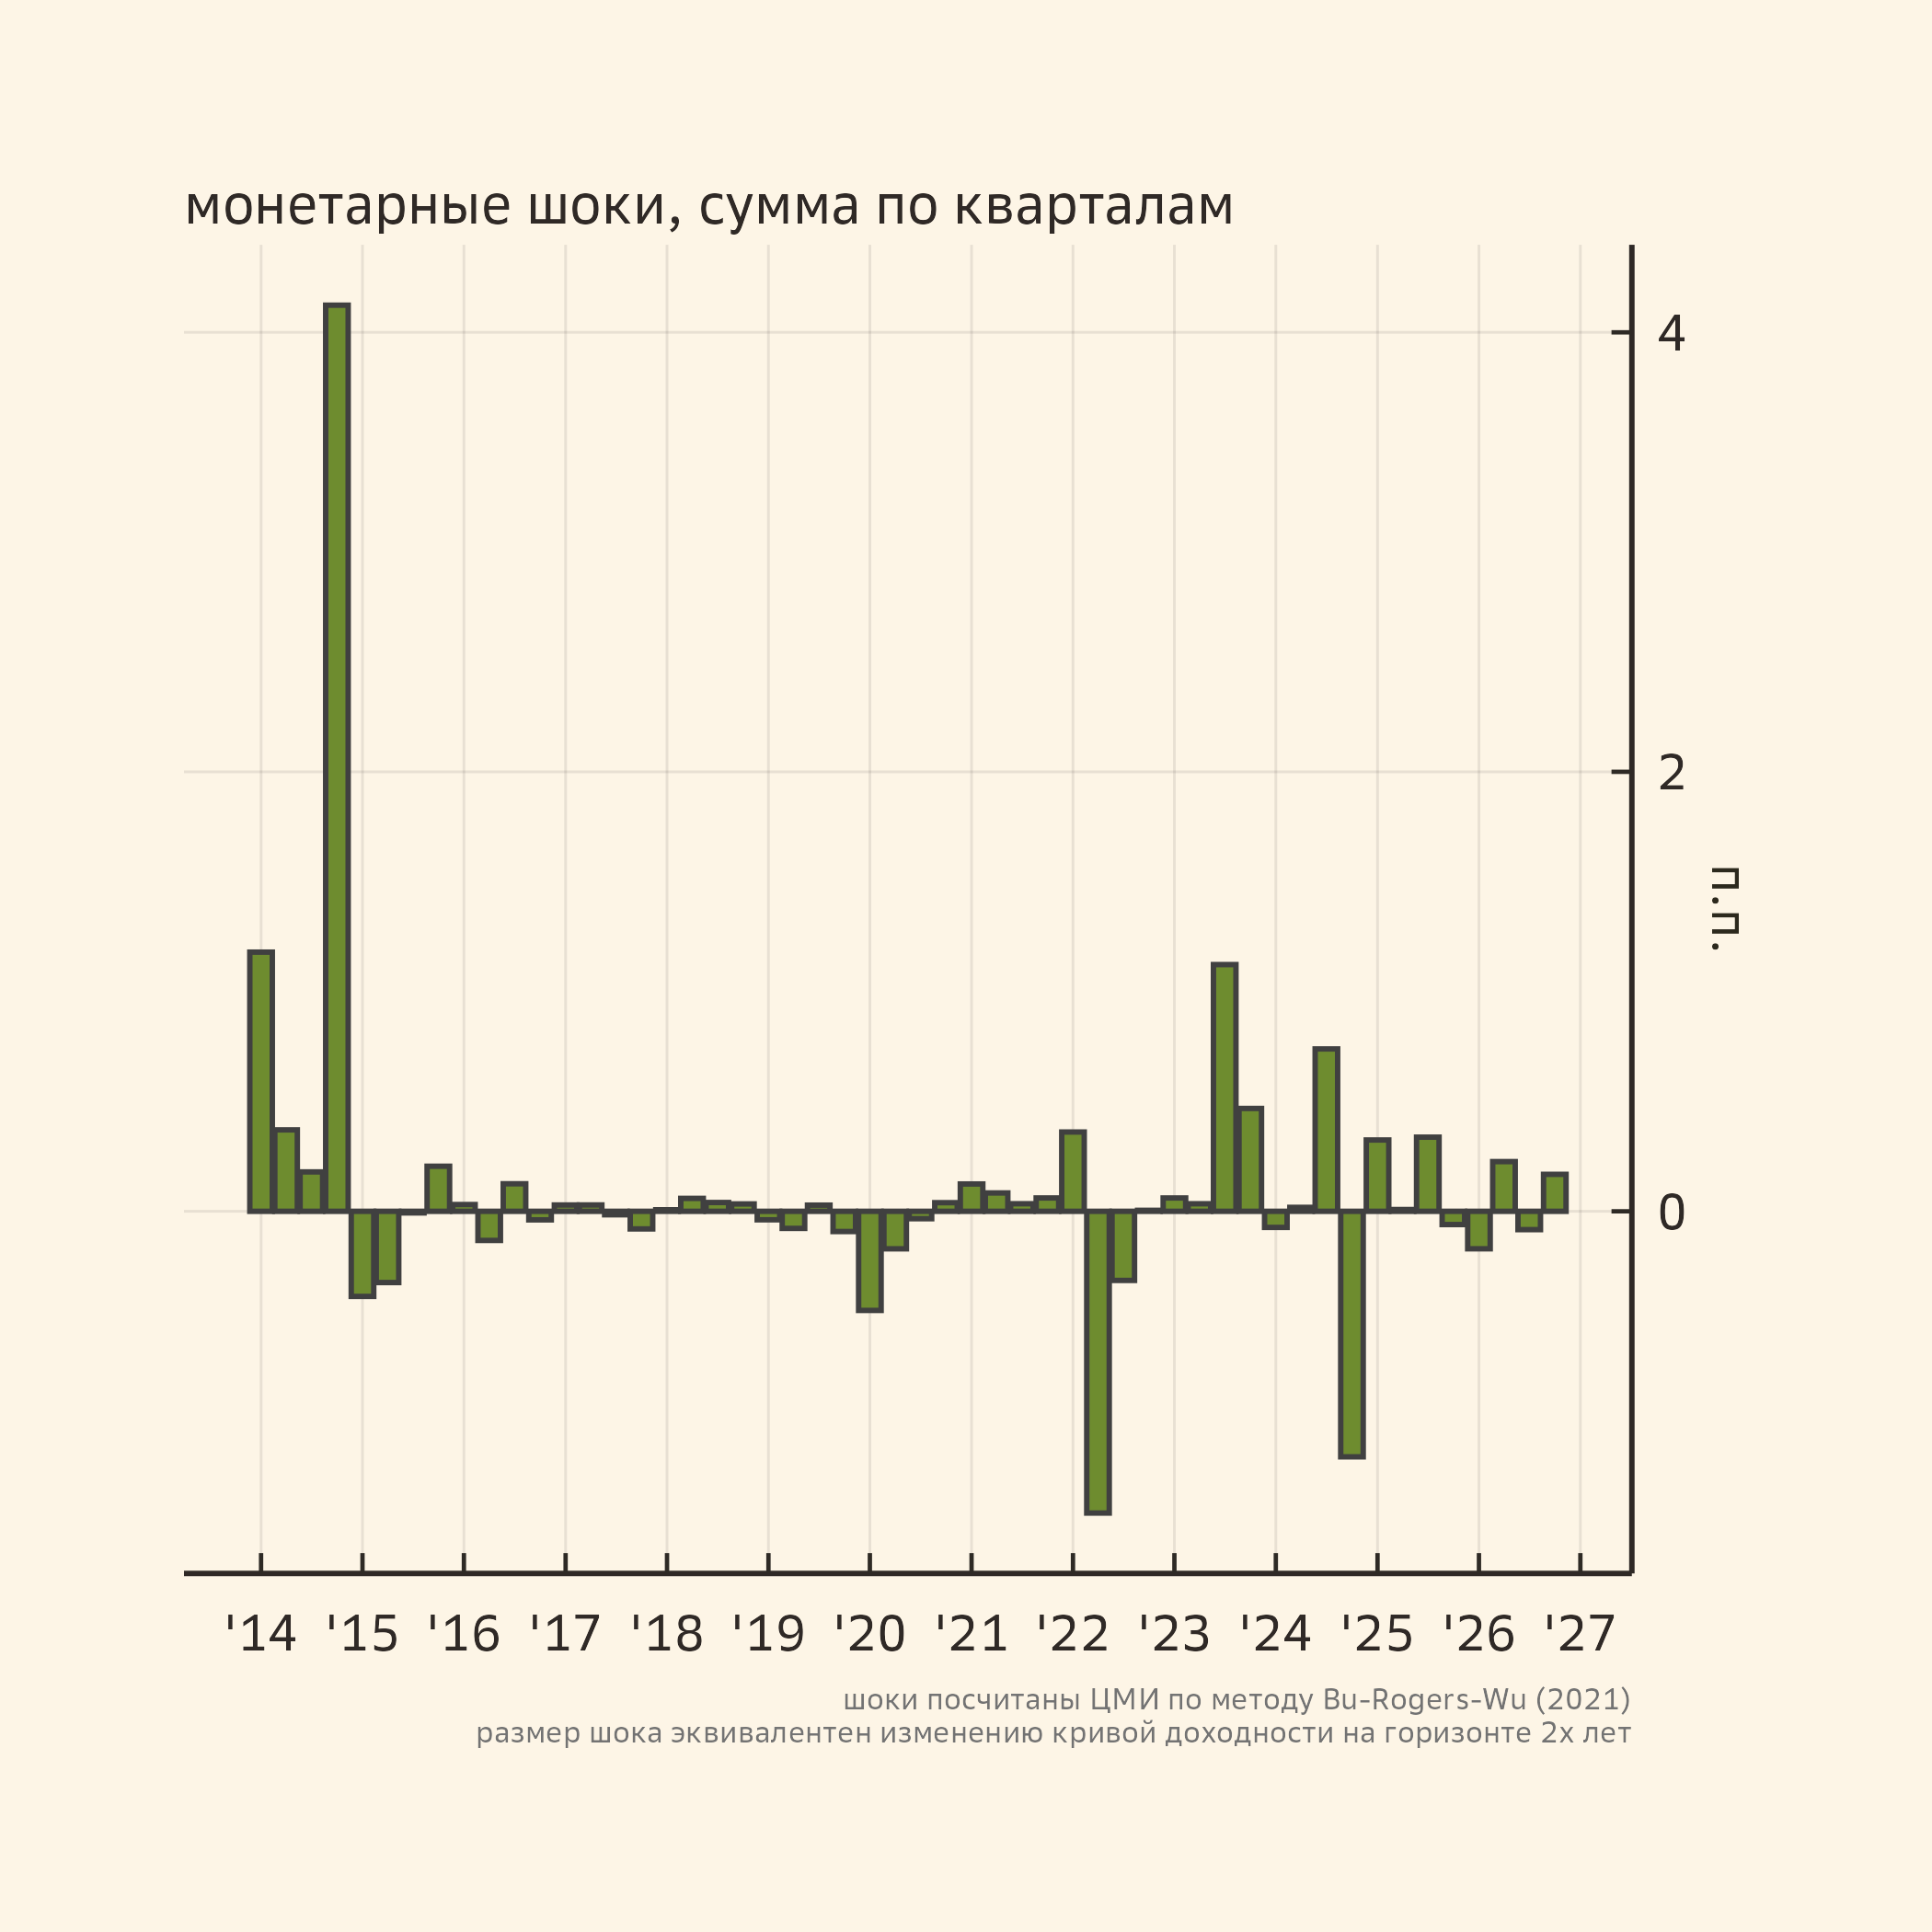 монетарные шоки, сумма по кварталам
4
2
0
п.п.
'14 '15 '16 '17 '18 '19 '20 '21 '22 '23 '24 '25 '26 '27
шоки посчитаны ЦМИ по методу Bu-Rogers-Wu (2021)
размер шока эквивалентен изменению кривой доходности на горизонте 2х лет